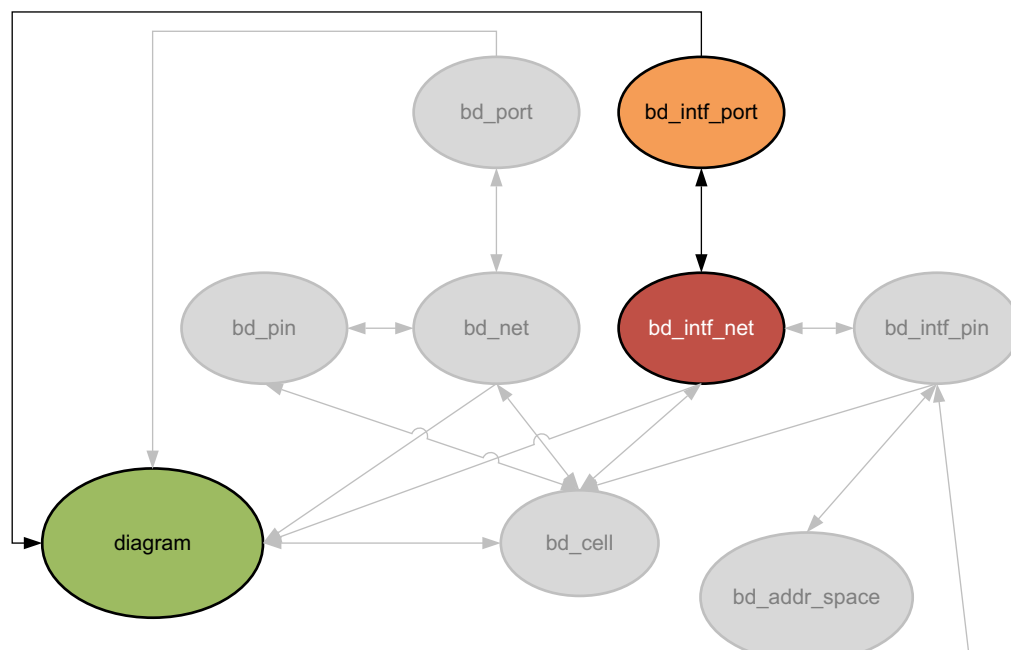 bd_port
bd_intf_port
bd_pin
bd_net
bd_intf_net
bd_intf_pin
diagram
bd_cell
bd_addr_space